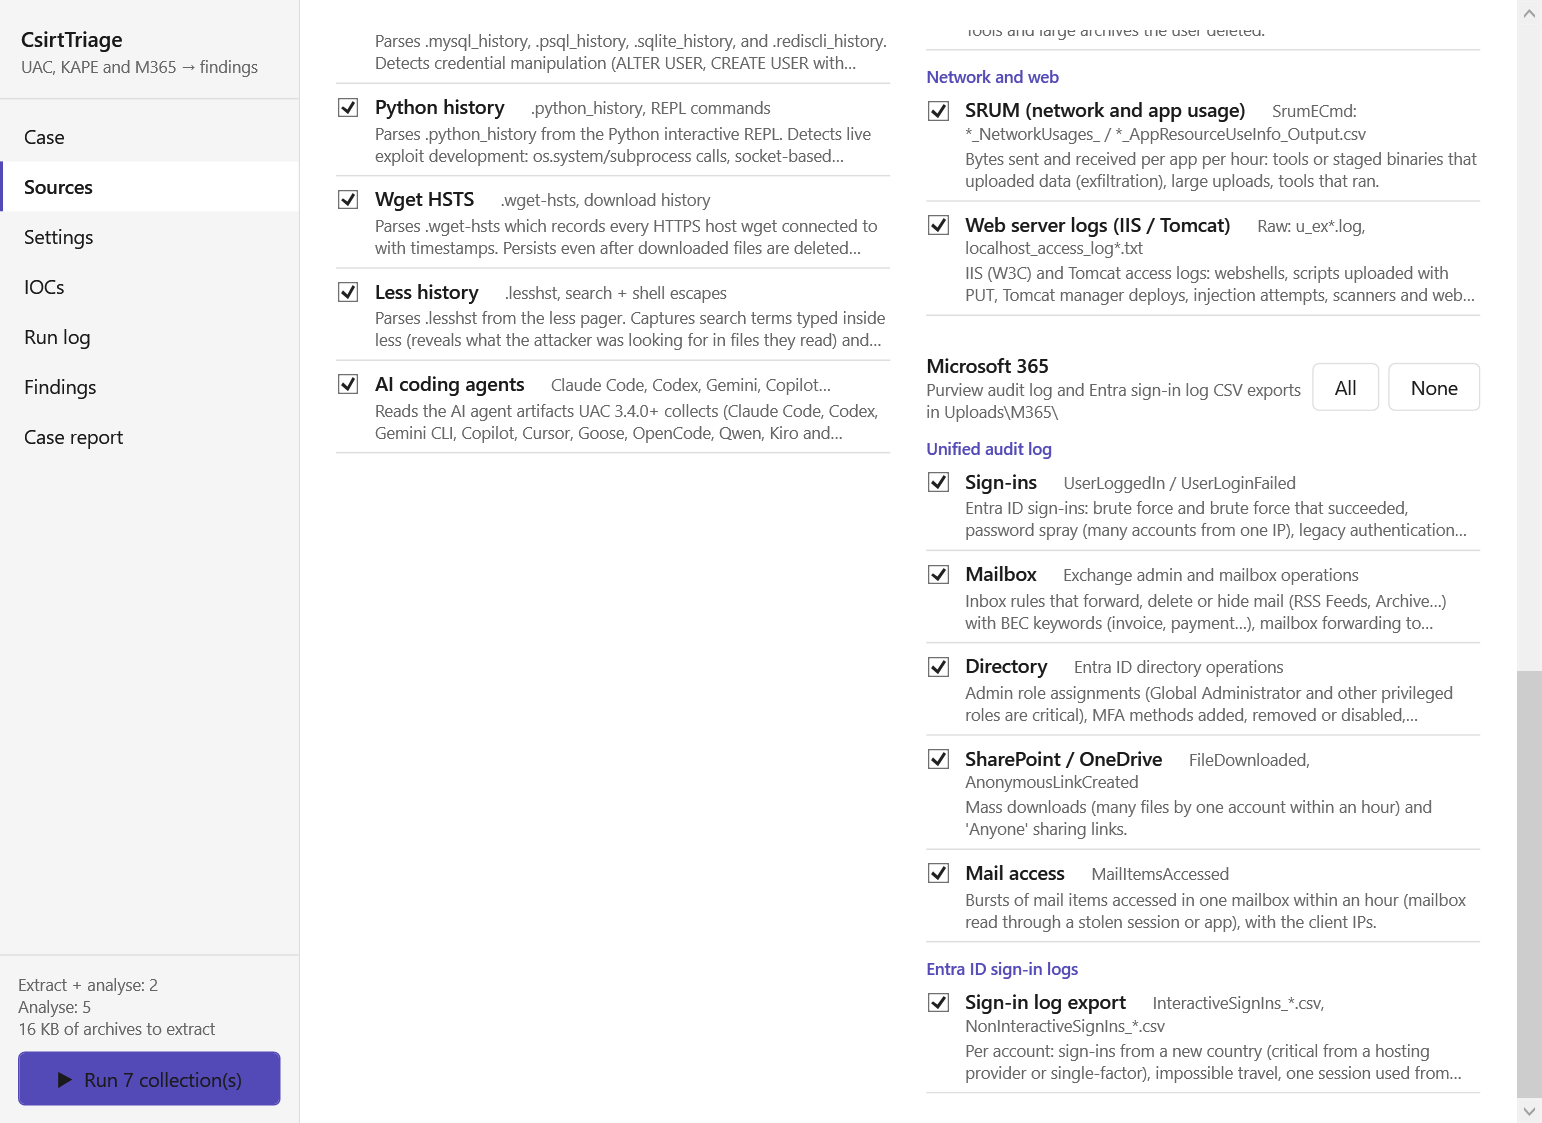 CsirtTriage
UAC, KAPE and M365 → findings
Case
Sources
Settings
IOCs
Run log
Findings
Case report
Extract + analyse: 2
Analyse: 5
16 KB of archives to extract
Run 7 collection(s)
Parses .mysql_history, .psql_history, .sqlite_history, and .rediscli_history.
Detects credential manipulation (ALTER USER, CREATE USER with...
Python history .python_history, REPL commands
Parses .python_history from the Python interactive REPL. Detects live
exploit development: os.system/subprocess calls, socket-based...
Wget HSTS .wget-hsts, download history
Parses .wget-hsts which records every HTTPS host wget connected to
with timestamps. Persists even after downloaded files are deleted...
Less history .lesshst, search + shell escapes
Parses .lesshst from the less pager. Captures search terms typed inside
less (reveals what the attacker was looking for in files they read) and...
AI coding agents Claude Code, Codex, Gemini, Copilot...
Reads the AI agent artifacts UAC 3.4.0+ collects (Claude Code, Codex,
Gemini CLI, Copilot, Cursor, Goose, OpenCode, Qwen, Kiro and...
Tools and large archives the user deleted.
Network and web
SRUM (network and app usage) SrumECmd:
*_NetworkUsages_ / *_AppResourceUseInfo_Output.csv
Bytes sent and received per app per hour: tools or staged binaries that
uploaded data (exfiltration), large uploads, tools that ran.
Web server logs (IIS / Tomcat) Raw: u_ex*.log,
localhost_access_log*.txt
IIS (W3C) and Tomcat access logs: webshells, scripts uploaded with
PUT, Tomcat manager deploys, injection attempts, scanners and web...
Microsoft 365
Purview audit log and Entra sign-in log CSV exports
in Uploads\M365\
All
None
Unified audit log
Sign-ins UserLoggedIn / UserLoginFailed
Entra ID sign-ins: brute force and brute force that succeeded,
password spray (many accounts from one IP), legacy authentication...
Mailbox Exchange admin and mailbox operations
Inbox rules that forward, delete or hide mail (RSS Feeds, Archive...)
with BEC keywords (invoice, payment...), mailbox forwarding to...
Directory Entra ID directory operations
Admin role assignments (Global Administrator and other privileged
roles are critical), MFA methods added, removed or disabled,...
SharePoint / OneDrive FileDownloaded,
AnonymousLinkCreated
Mass downloads (many files by one account within an hour) and
'Anyone' sharing links.
Mail access MailItemsAccessed
Bursts of mail items accessed in one mailbox within an hour (mailbox
read through a stolen session or app), with the client IPs.
Entra ID sign-in logs
Sign-in log export InteractiveSignIns_*.csv,
NonInteractiveSignIns_*.csv
Per account: sign-ins from a new country (critical from a hosting
provider or single-factor), impossible travel, one session used from...